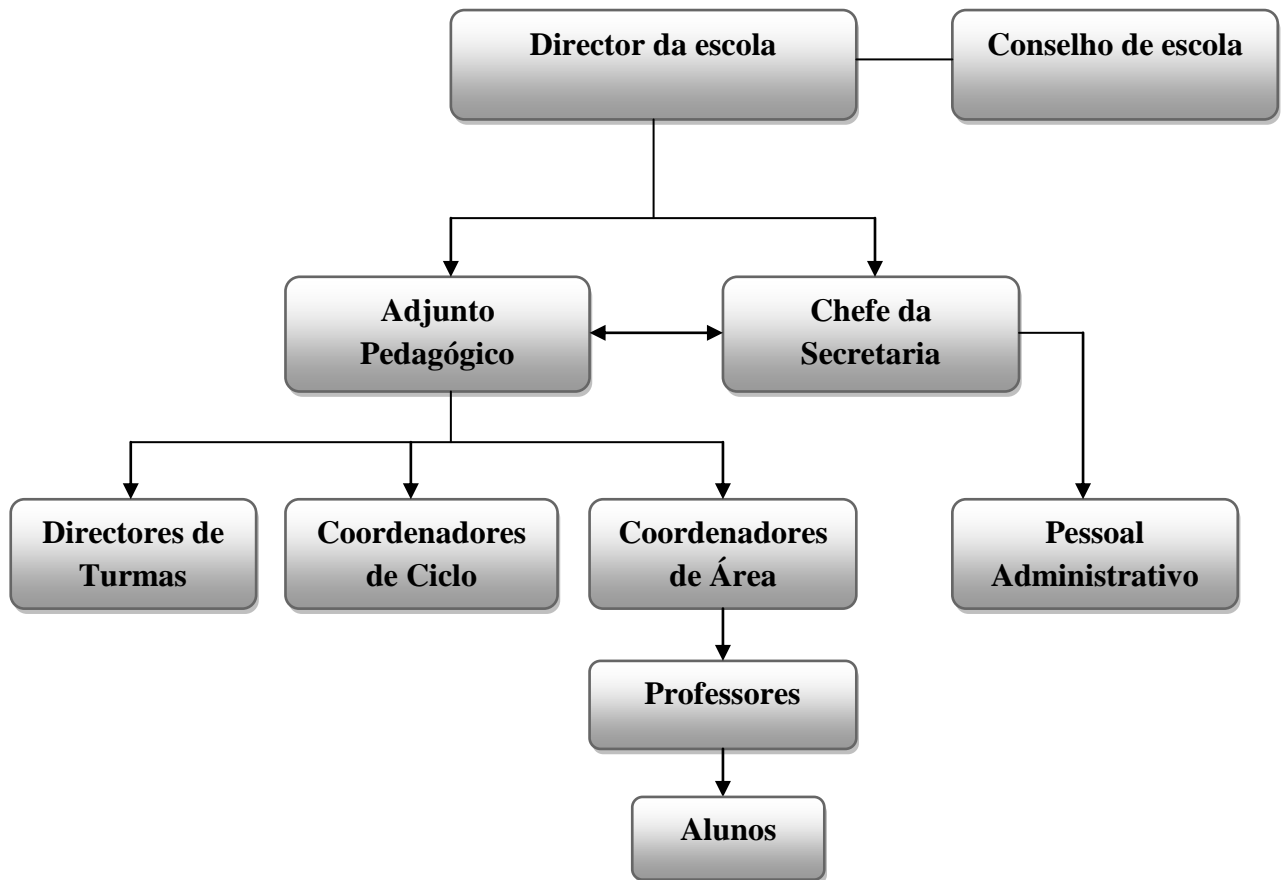 Director da escola
Conselho de escola
Adjunto
Pedagógico
Chefe da
Secretaria
Directores de
Turmas
Coordenadores
de Ciclo
Coordenadores
de Área
Pessoal
Administrativo
Professores
Alunos